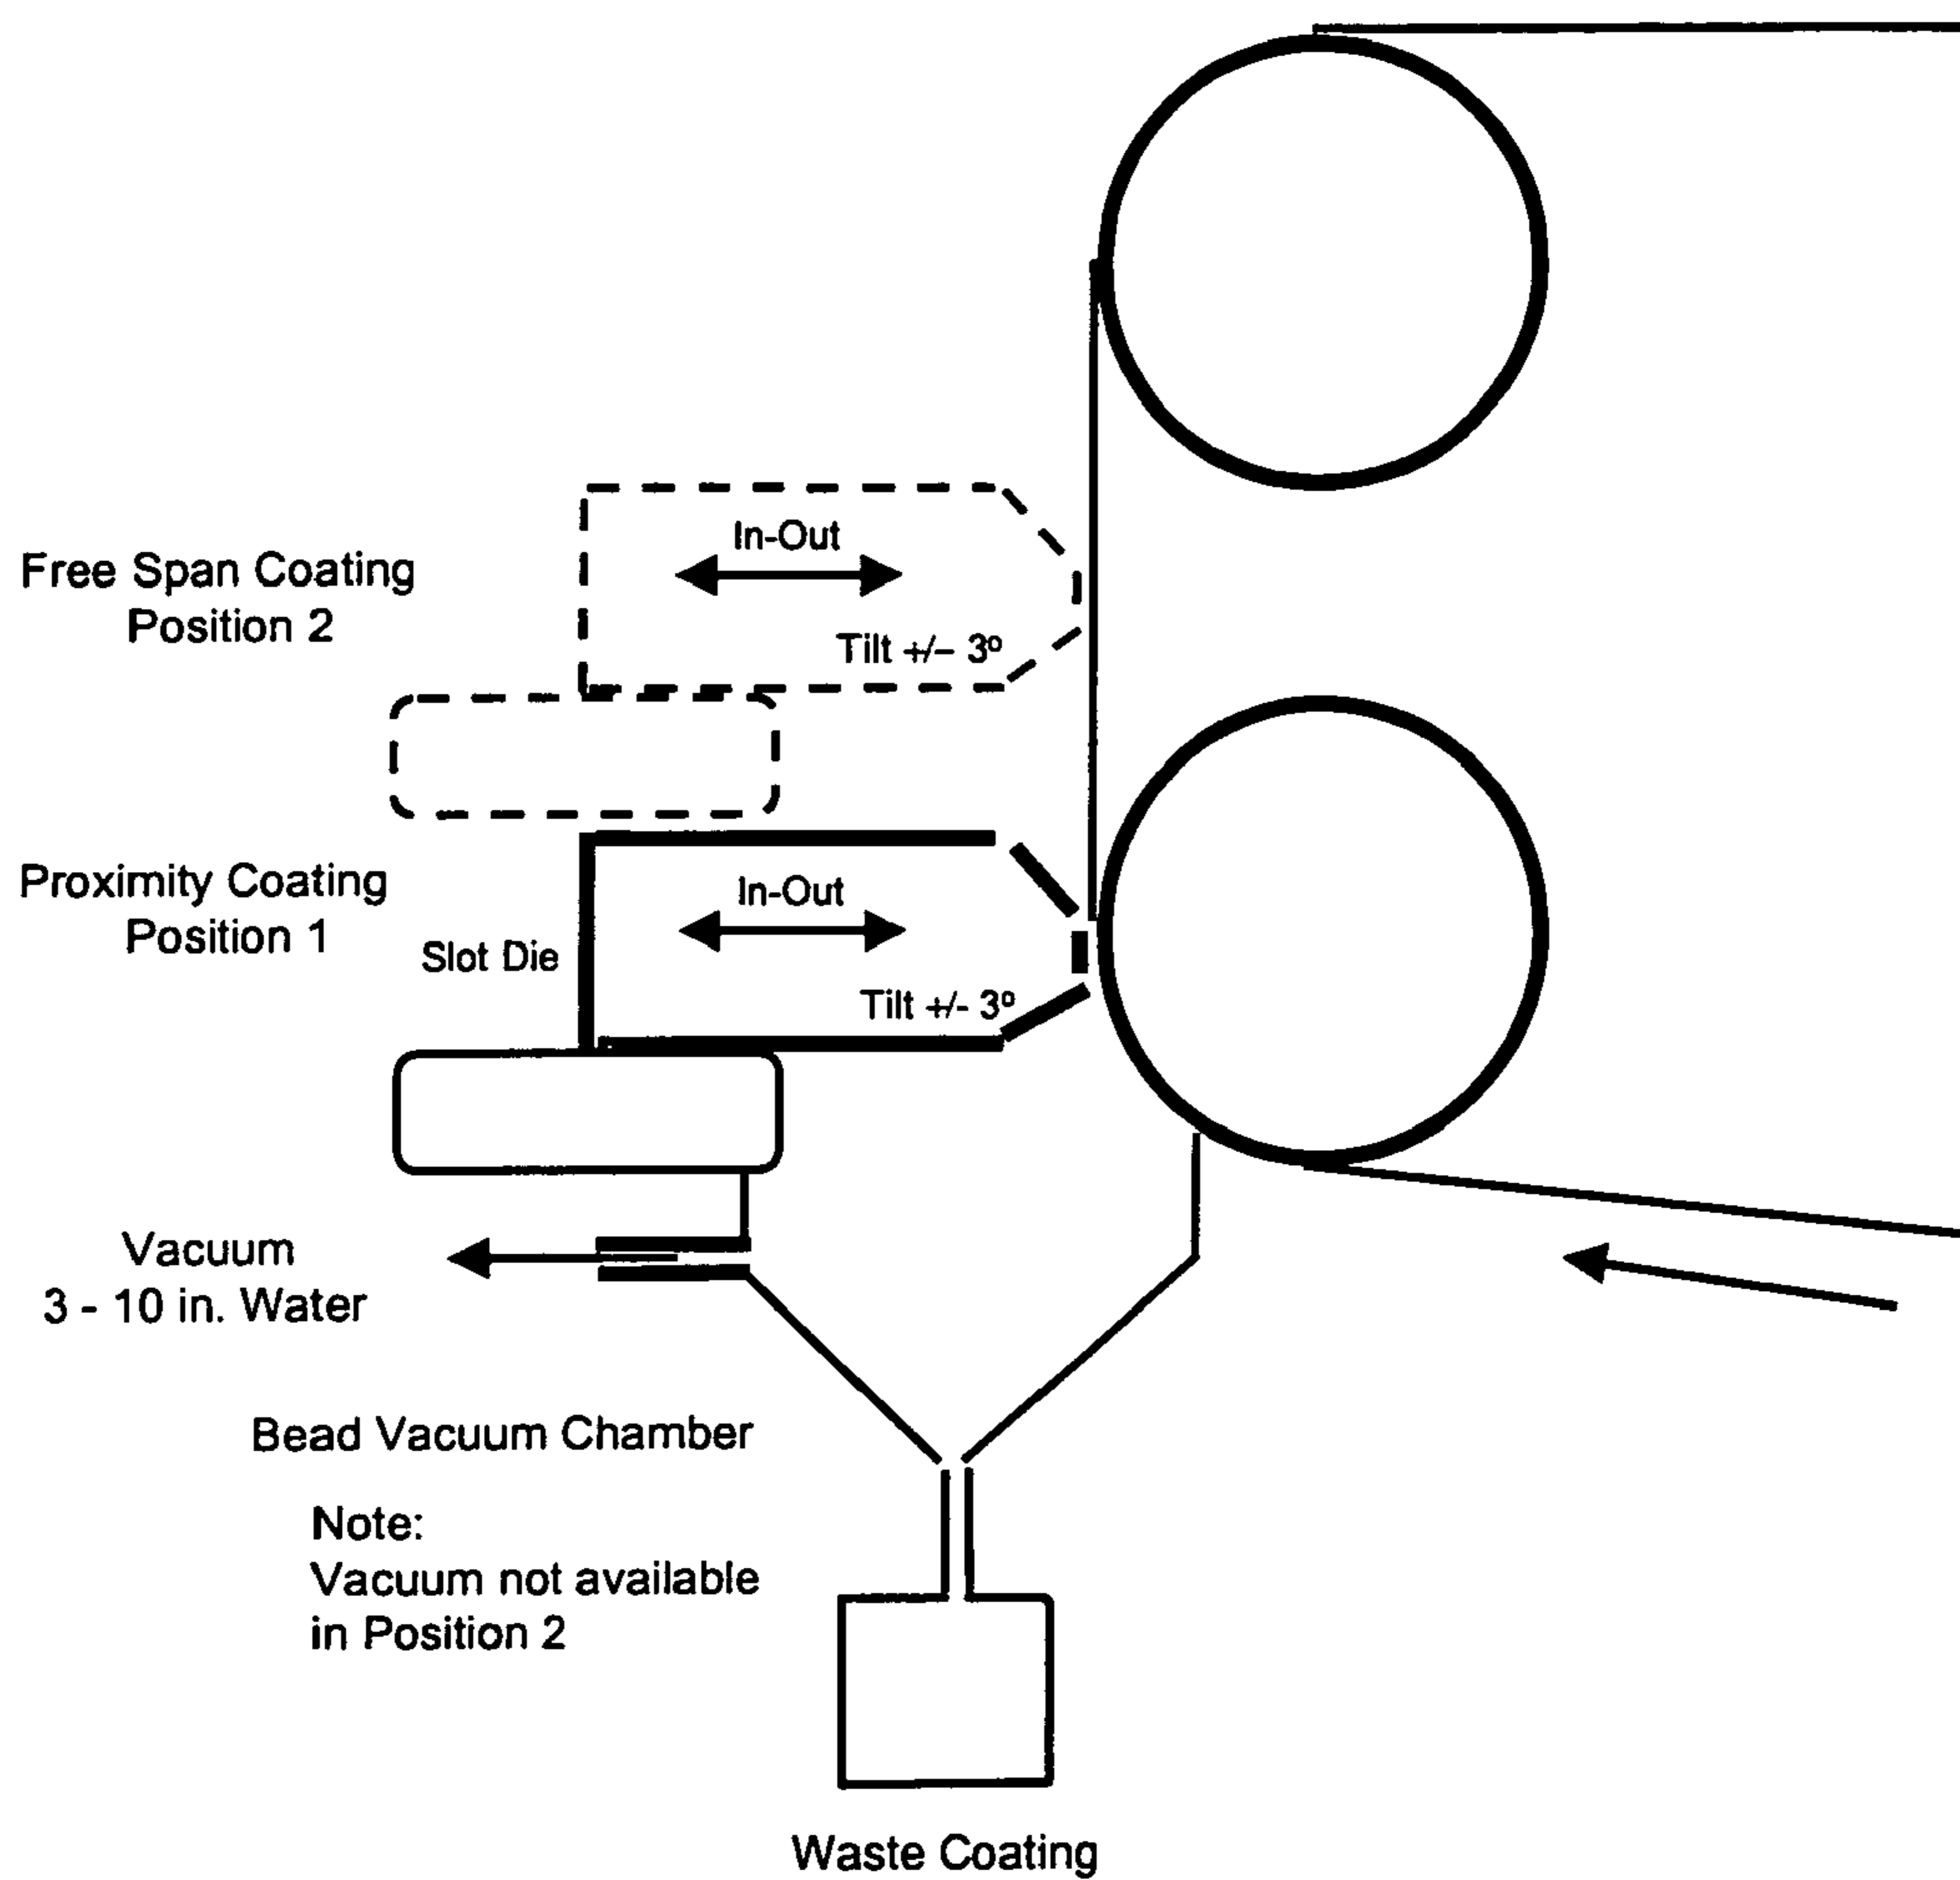 In-Out
Free Span Coating
Position 2
Tilt +/- 3º
Proximity Coating
Position 1
In-Out
Slot Die
Tilt +/- 3º
Vacuum
3 - 10 in. Water
Bead Vacuum Chamber
Note:
Vacuum not available
in Position 2
Waste Coating